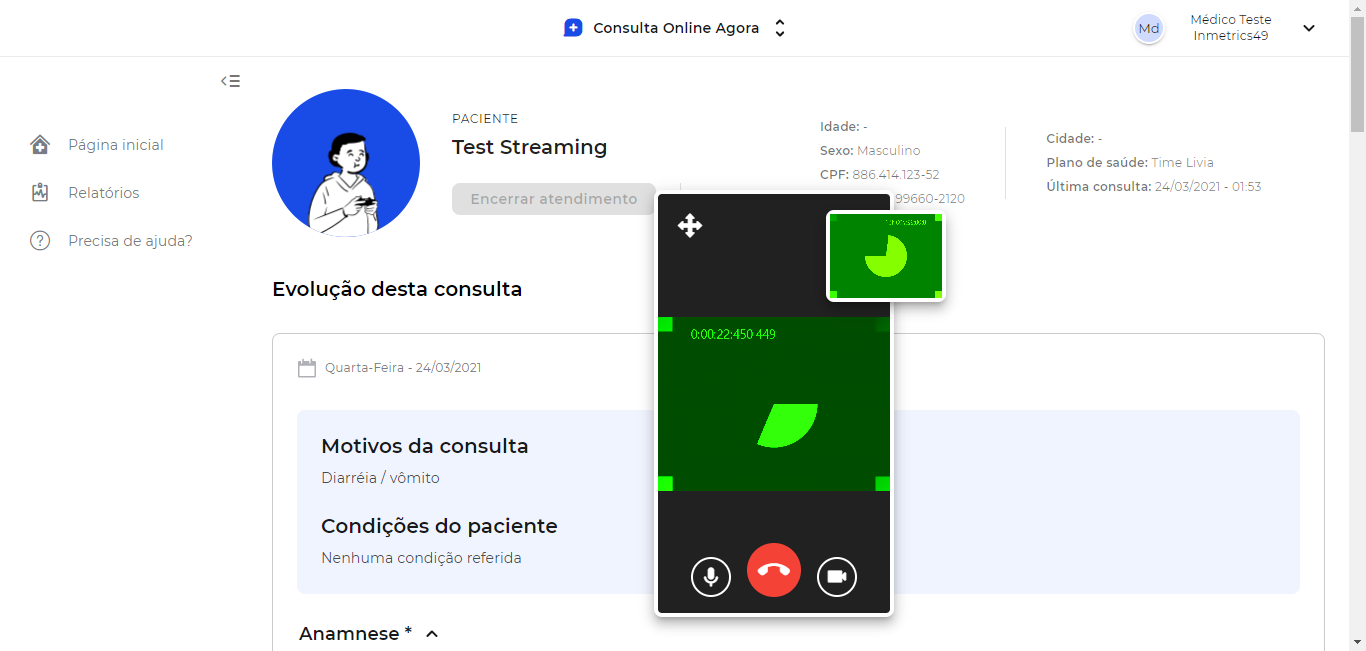 Consulta Online Agora
Md
Médico Teste
Inmetrics49
Página inicial
Relatórios
Precisa de ajuda?
PACIENTE
Test Streaming
Encerrar atendimento
Idade: -
Sexo: Masculino
CPF: 886.414.123-52
99660-2120
Cidade: -
Plano de saúde: Time Livia
Última consulta: 24/03/2021 - 01:53
Evolução desta consulta
0:00:22:450 449
Quarta-Feira - 24/03/2021
Motivos da consulta
Diarréia / vômito
Condições do paciente
Nenhuma condição referida
Anamnese *